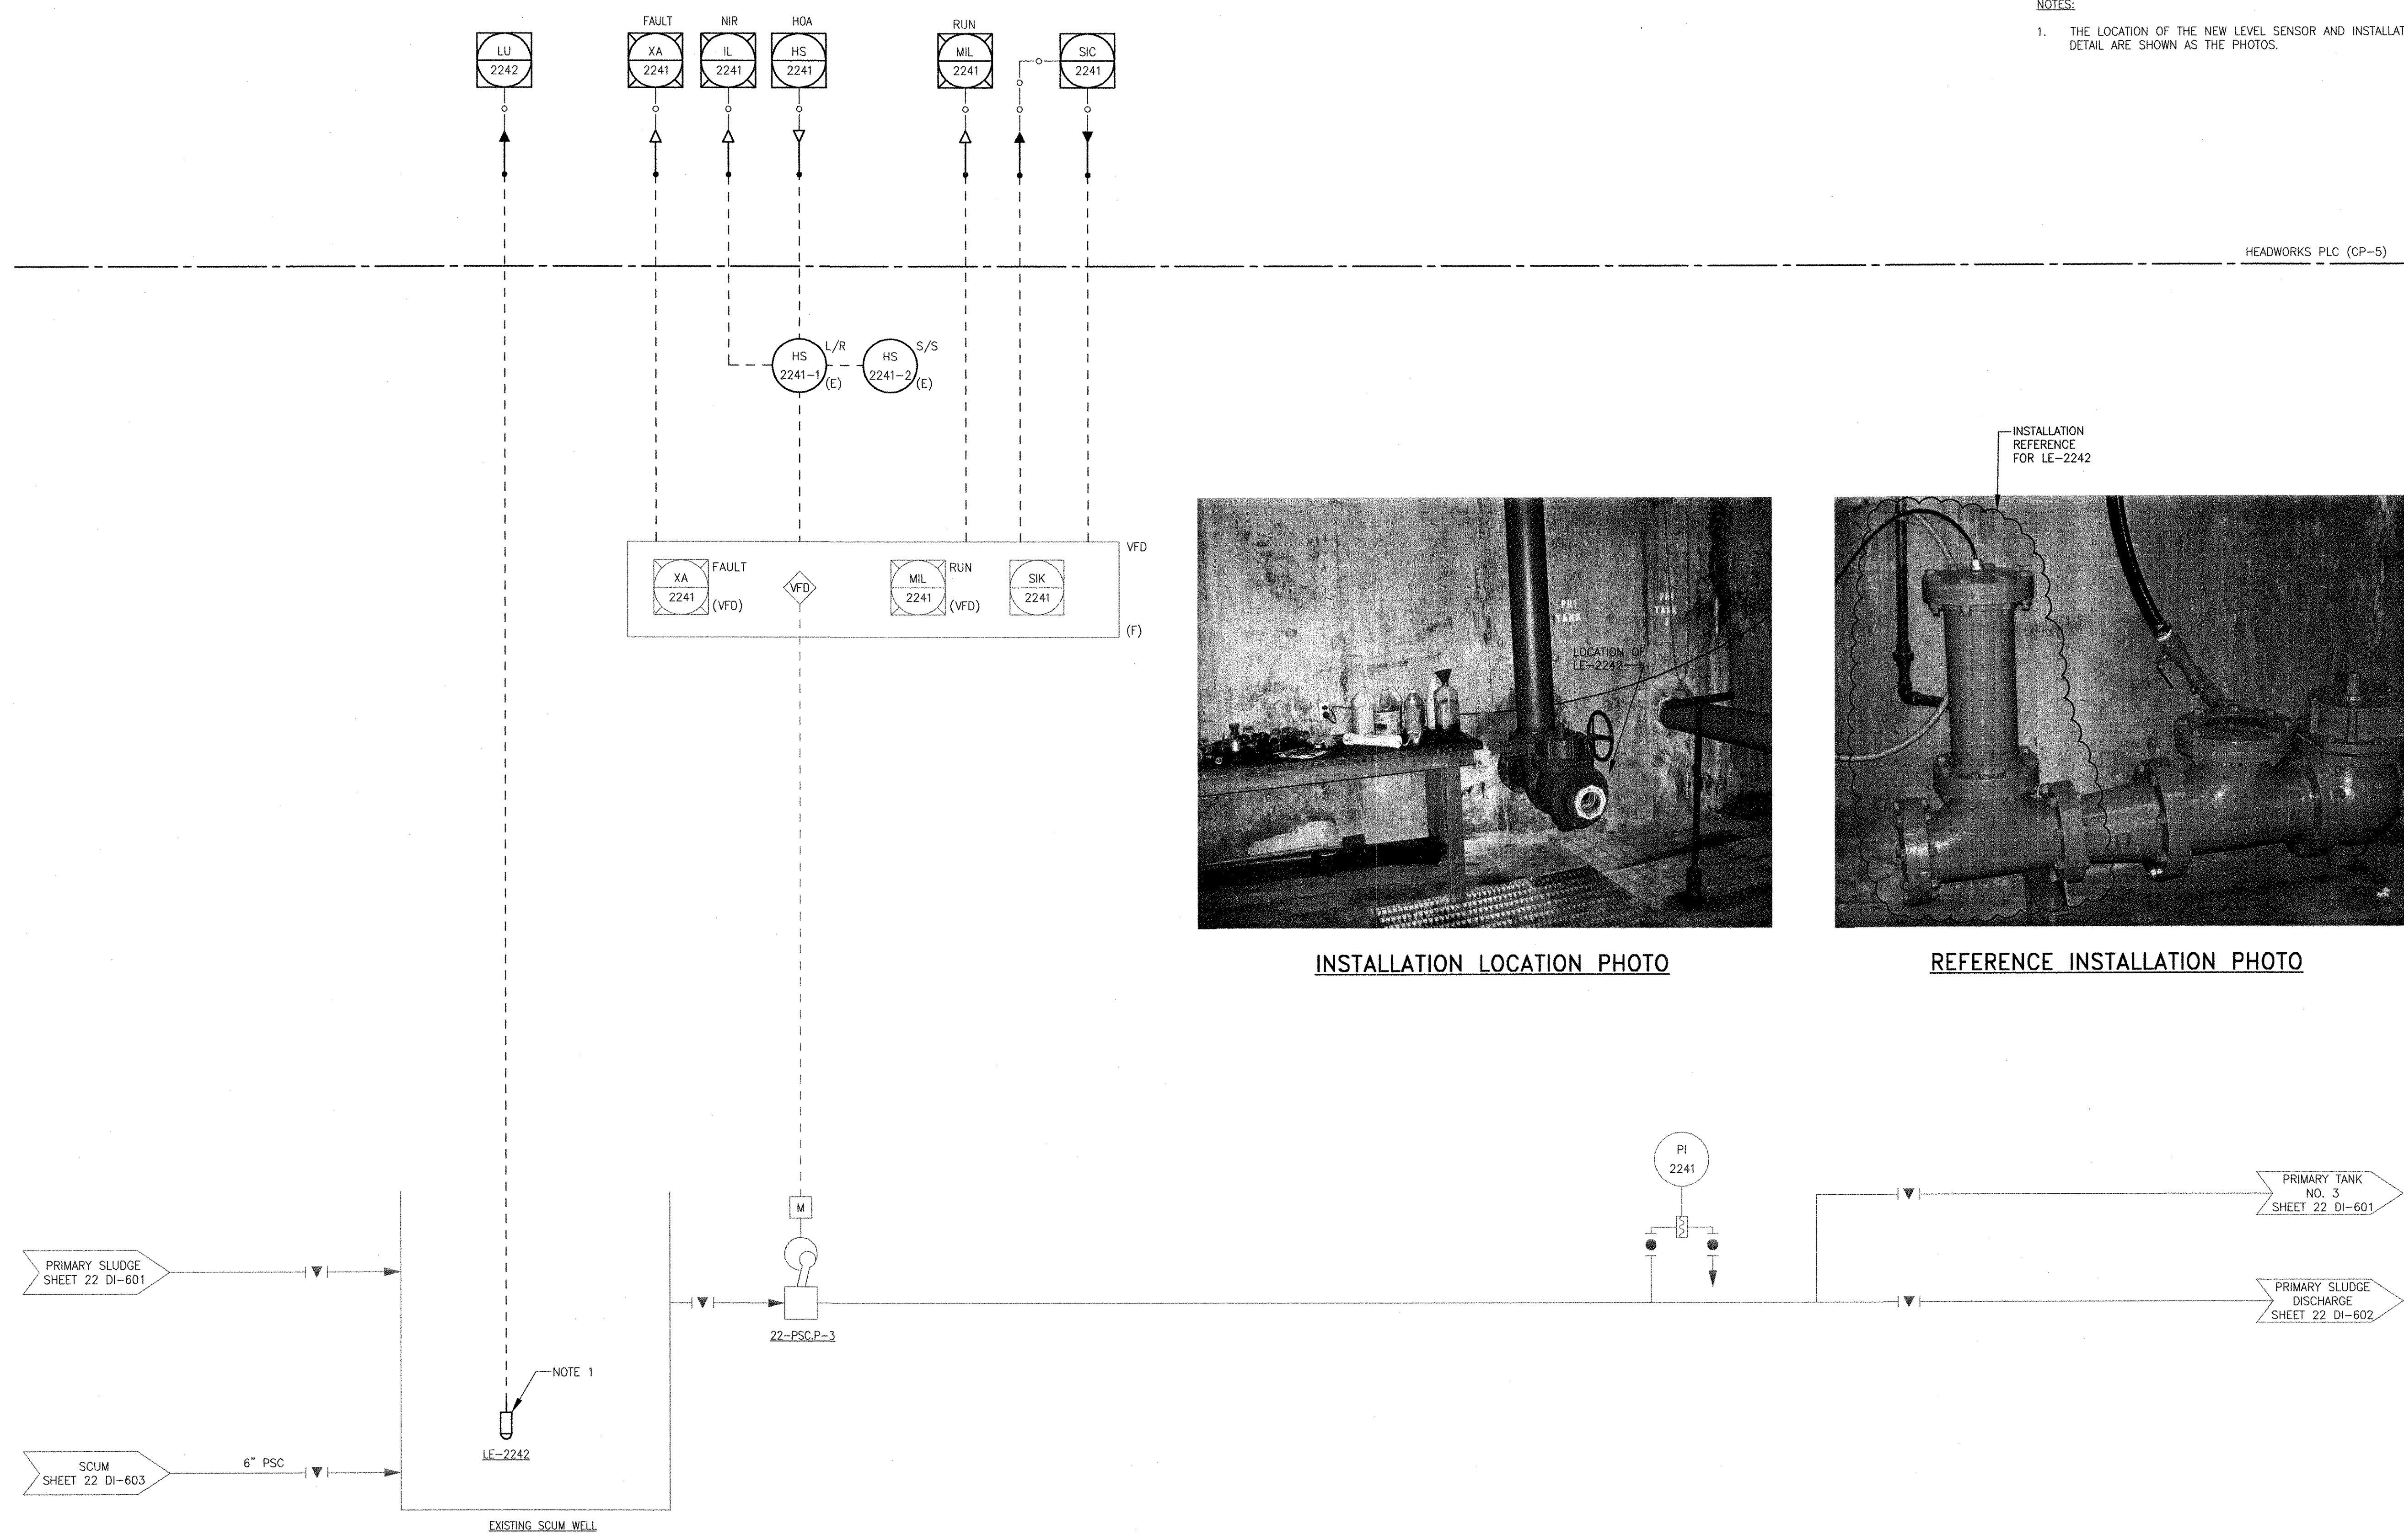 NOTES:
1. THE LOCATION OF THE NEW LEVEL SENSOR AND INSTALLAT
DETAIL ARE SHOWN AS THE PHOTOS.
FAULT
NIR
HOA
RUN
LU
2242
XA
2241
IL
2241
HS
2241
MIL
2241
SIC
2241
HEADWORKS PLC (CP-5)
HS
2241-1
L/R
(E)
HS
2241-2
S/S
(E)
INSTALLATION
REFERENCE
FOR LE-2242
VFD
XA
2241
FAULT
(VFD)
VFD
MIL
2241
RUN
(VFD)
SIK
2241
(F)
PRI
TANK
PRI
TANK
LOCATION OF
LE-2242
INSTALLATION LOCATION PHOTO
REFERENCE INSTALLATION PHOTO
PI
2241
M
PRIMARY TANK
NO. 3
SHEET 22 DI-601
PRIMARY SLUDGE
SHEET 22 DI-601
PRIMARY SLUDGE
DISCHARGE
SHEET 22 DI-602
22-PSC.P-3
NOTE 1
LE-2242
SCUM
SHEET 22 DI-603
6" PSC
EXISTING SCUM WELL